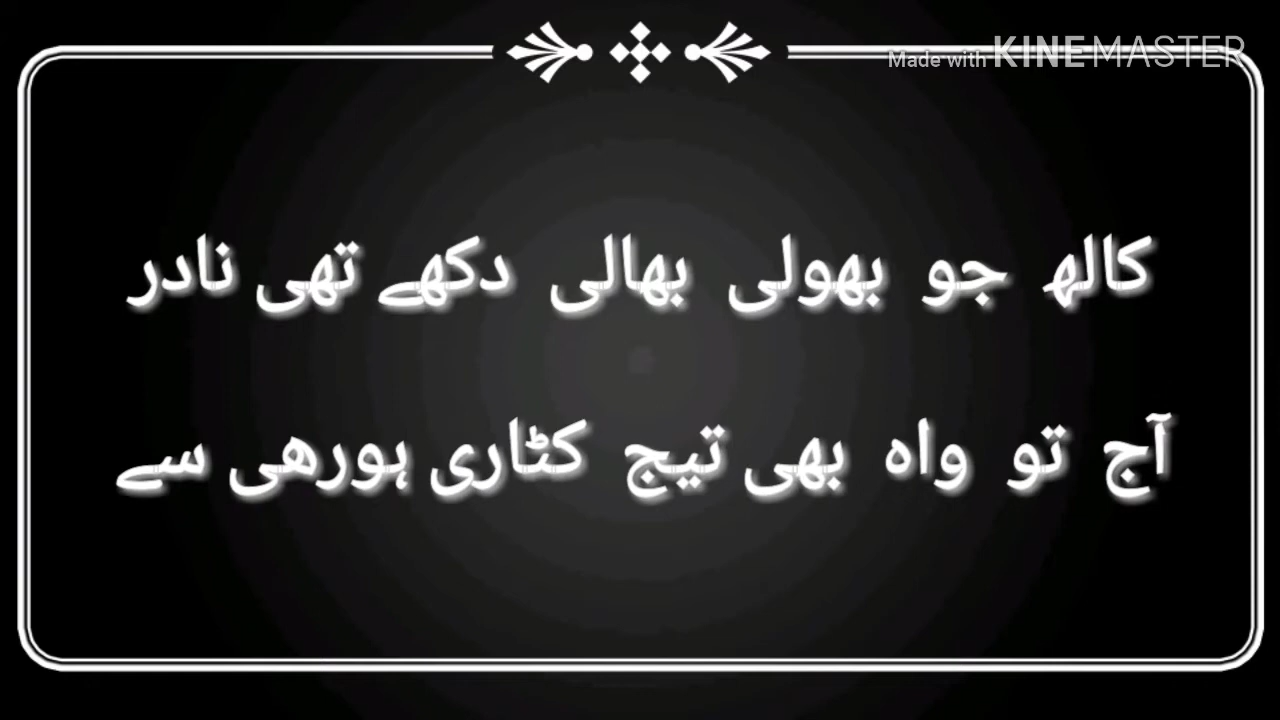 Made with KINEMASTER
کالھ جو بھولی بھالی دکھے تھی نادر
آج تو واہ بھی تیج کٹاری ہورھی سے